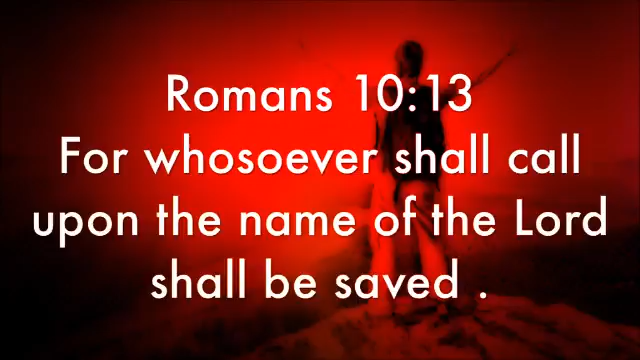 Romans 10:13
For whosoever shall call
upon the name of the Lord
shall be saved .